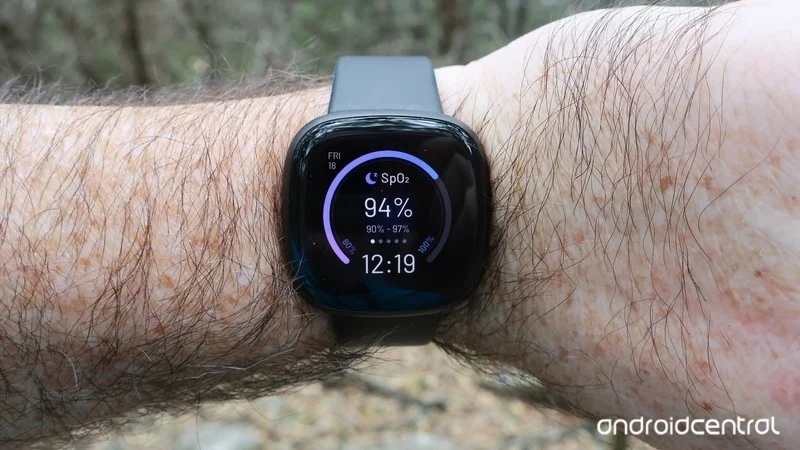 FRI
18
SpO₂
94%
90% - 97%
80%
100%
12:19
androidcentral